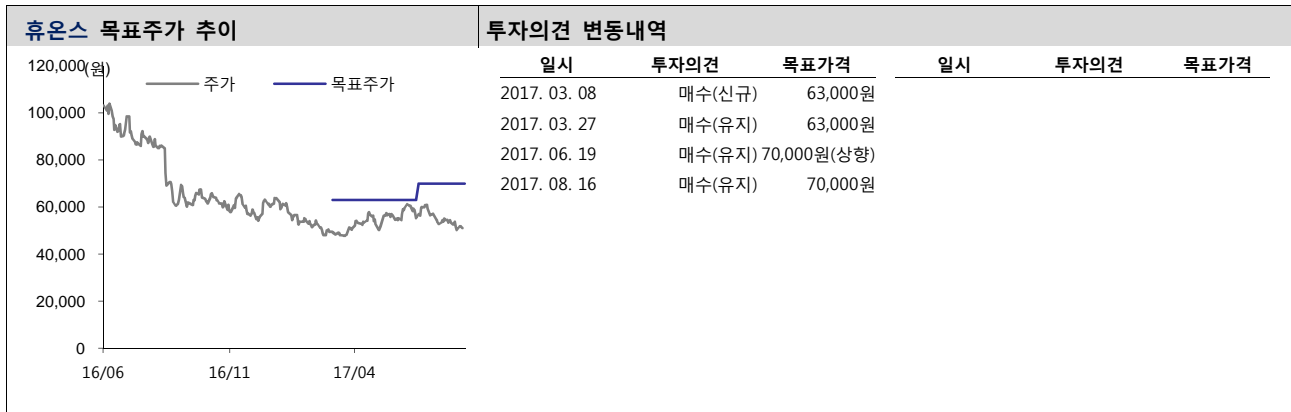 휴온스 목표주가 추이
투자의견 변동내역
(원)
주가
목표주가
120,000
100,000
80,000
60,000
40,000
20,000
0
16/06 16/11 17/04
일시 투자의견 목표가격 일시 투자의견 목표가격
2017. 03. 08 매수(신규) 63,000원
2017. 03. 27 매수(유지) 63,000원
2017. 06. 19 매수(유지) 70,000원(상향)
2017. 08. 16 매수(유지) 70,000원